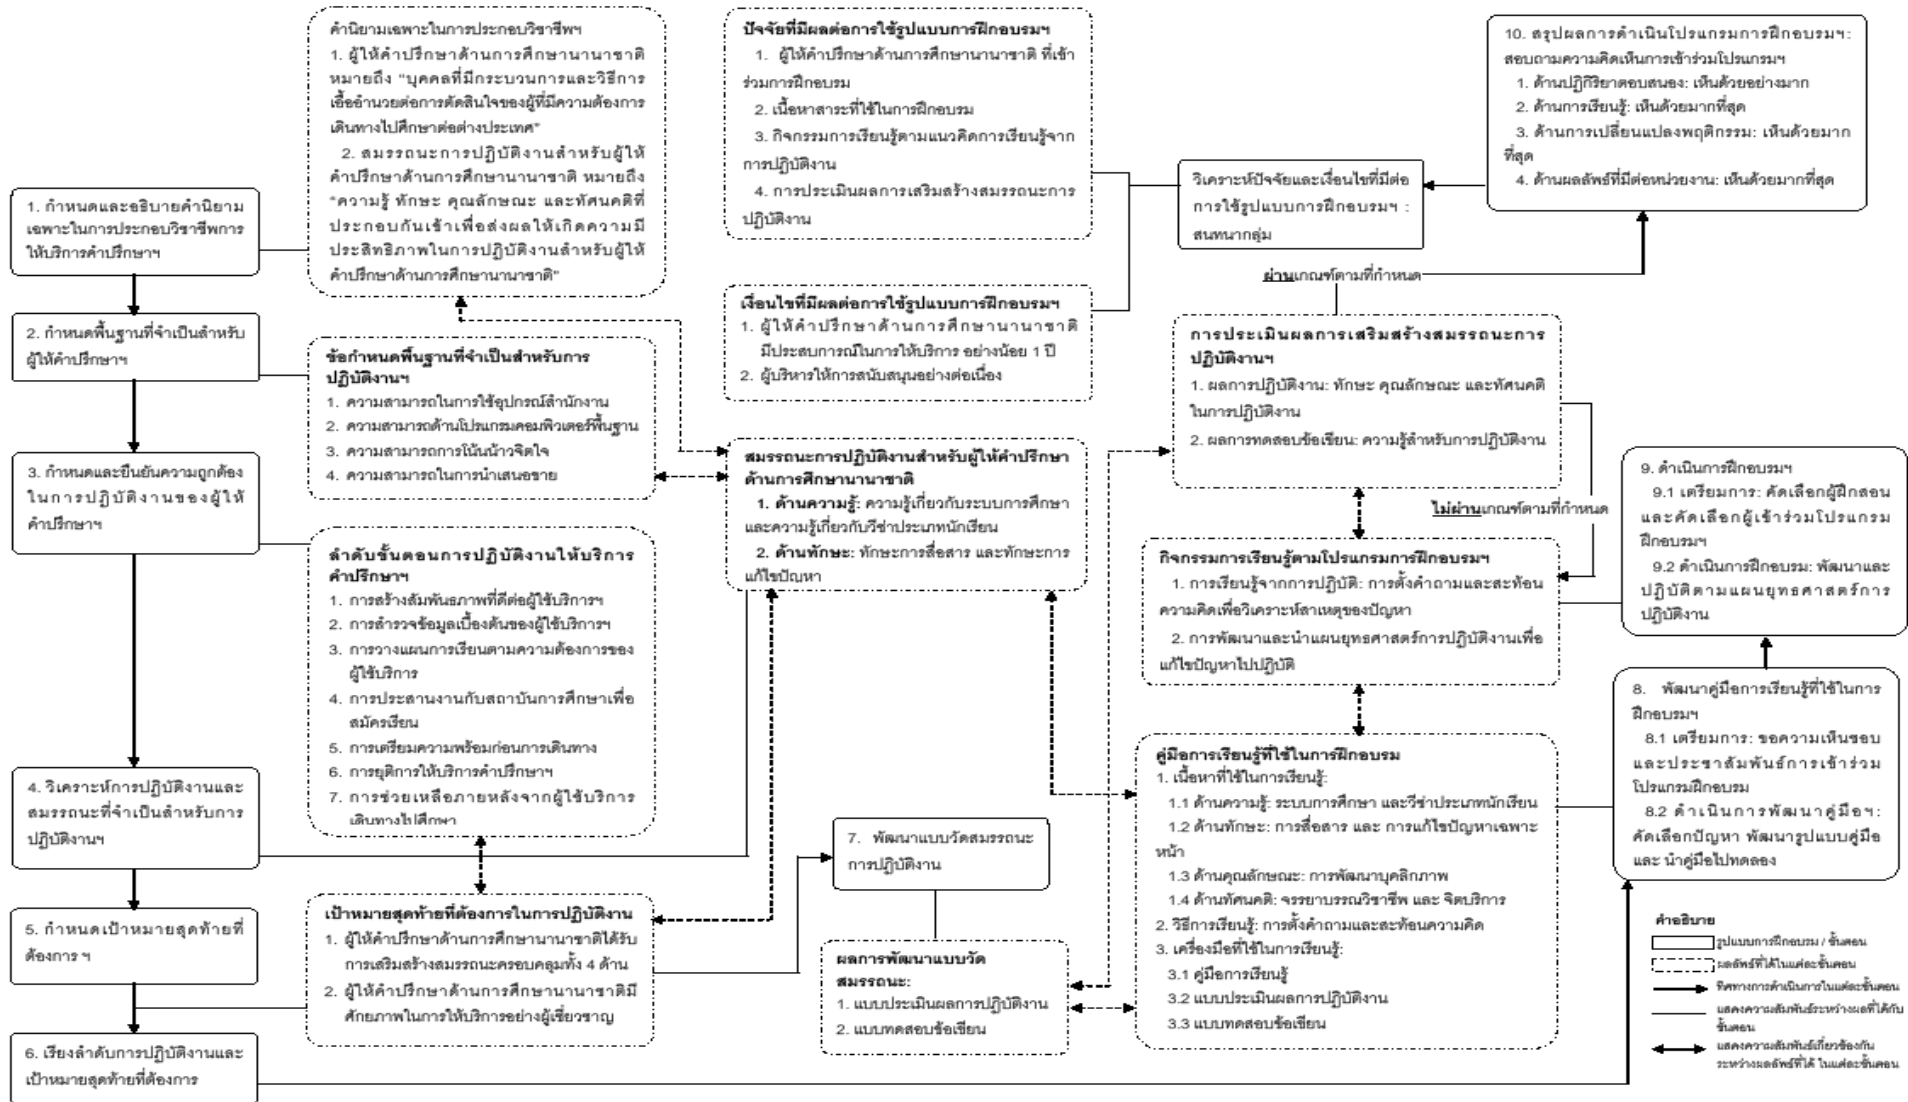 1. กำหนดและอธิบายคำนิยาม
เฉพาะในการประกอบวิชาชีพการ
ให้บริการคำปรึกษาฯ
2. กำหนดพื้นฐานที่จำเป็นสำหรับ
ผู้ให้คำปรึกษาฯ
3. กำหนดและยืนยันความถูกต้อง
ในการปฏิบัติงานของผู้ให้
คำปรึกษาฯ
4. วิเคราะห์การปฏิบัติงานและ
สมรรถนะที่จำเป็นสำหรับการ
ปฏิบัติงานฯ
5. กำหนดเป้าหมายสุดท้ายที่
ต้องการ ฯ
6. เรียงลำดับการปฏิบัติงานและ
เป้าหมายสุดท้ายที่ต้องการ
คำนิยามเฉพาะในการประกอบวิชาชีพฯ
1. ผู้ให้คำปรึกษาด้านการศึกษานานาชาติ
หมายถึง "บุคคลที่มีกระบวนการและวิธีการ
เอื้ออำนวยต่อการตัดสินใจของผู้ที่มีความต้องการ
เดินทางไปศึกษาต่อต่างประเทศ"
2. สมรรถนะการปฏิบัติงานสำหรับผู้ให้
คำปรึกษาด้านการศึกษานานาชาติ หมายถึง
"ความรู้ ทักษะ คุณลักษณะ และทัศนคติที่
ประกอบกันเข้าเพื่อส่งผลให้เกิดความมี
ประสิทธิภาพในการปฏิบัติงานสำหรับผู้ให้
คำปรึกษาด้านการศึกษานานาชาติ"
ข้อกำหนดพื้นฐานที่จำเป็นสำหรับการ
ปฏิบัติงานฯ
1. ความสามารถในการใช้อุปกรณ์สำนักงาน
2. ความสามารถด้านโปรแกรมคอมพิวเตอร์พื้นฐาน
3. ความสามารถการโน้มน้าวจิตใจ
4. ความสามารถในการนำเสนอขาย
ลำดับขั้นตอนการปฏิบัติงานให้บริการ
คำปรึกษาฯ
1. การสร้างสัมพันธภาพที่ดีต่อผู้ใช้บริการฯ
2. การสำรวจข้อมูลเบื้องต้นของผู้ใช้บริการฯ
3. การวางแผนการเรียนตามความต้องการของ
ผู้ใช้บริการ
4. การประสานงานกับสถาบันการศึกษาเพื่อ
สมัครเรียน
5. การเตรียมความพร้อมก่อนการเดินทาง
6. การยุติการให้บริการคำปรึกษาฯ
7. การช่วยเหลือภายหลังจากผู้ใช้บริการ
เดินทางไปศึกษา
เป้าหมายสุดท้ายที่ต้องการในการปฏิบัติงาน
1. ผู้ให้คำปรึกษาด้านการศึกษานานาชาติได้รับ
การเสริมสร้างสมรรถนะครอบคลุมทั้ง 4 ด้าน
2. ผู้ให้คำปรึกษาด้านการศึกษานานาชาติมี
ศักยภาพในการให้บริการอย่างผู้เชี่ยวชาญ
ปัจจัยที่มีผลต่อการใช้รูปแบบการฝึกอบรมฯ
1. ผู้ให้คำปรึกษาด้านการศึกษานานาชาติ ที่เข้า
ร่วมการฝึกอบรม
2. เนื้อหาสาระที่ใช้ในการฝึกอบรม
3. กิจกรรมการเรียนรู้ตามแนวคิดการเรียนรู้จาก
การปฏิบัติงาน
4. การประเมินผลการเสริมสร้างสมรรถนะการ
ปฏิบัติงาน
เงื่อนไขที่มีผลต่อการใช้รูปแบบการฝึกอบรมฯ
1. ผู้ให้คำปรึกษาด้านการศึกษานานาชาติ
มีประสบการณ์ในการให้บริการ อย่างน้อย 1 ปี
2. ผู้บริหารให้การสนับสนุนอย่างต่อเนื่อง
สมรรถนะการปฏิบัติงานสำหรับผู้ให้คำปรึกษา
ด้านการศึกษานานาชาติ
1. ด้านความรู้: ความรู้เกี่ยวกับระบบการศึกษา
และความรู้เกี่ยวกับวีซ่าประเภทนักเรียน
2. ด้านทักษะ: ทักษะการสื่อสาร และทักษะการ
แก้ไขปัญหา
7. พัฒนาแบบวัดสมรรถนะ
การปฏิบัติงาน
ผลการพัฒนาแบบวัด
สมรรถนะ:
1. แบบประเมินผลการปฏิบัติงาน
2. แบบทดสอบข้อเขียน
วิเคราะห์ปัจจัยและเงื่อนไขที่มีต่อ
การใช้รูปแบบการฝึกอบรมฯ :
สนทนากลุ่ม
ผ่านเกณฑ์ตามที่กำหนด
การประเมินผลการเสริมสร้างสมรรถนะการ
ปฏิบัติงานฯ
1. ผลการปฏิบัติงาน: ทักษะ คุณลักษณะ และทัศนคติ
ในการปฏิบัติงาน
2. ผลการทดสอบข้อเขียน: ความรู้สำหรับการปฏิบัติงาน
ไม่ผ่านเกณฑ์ตามที่กำหนด
กิจกรรมการเรียนรู้ตามโปรแกรมการฝึกอบรมฯ
1. การเรียนรู้จากการปฏิบัติ: การตั้งคำถามและสะท้อน
ความคิดเพื่อวิเคราะห์สาเหตุของปัญหา
2. การพัฒนาและนำแผนยุทธศาสตร์การปฏิบัติงานเพื่อ
แก้ไขปัญหาไปปฏิบัติ
คู่มือการเรียนรู้ที่ใช้ในการฝึกอบรม
1. เนื้อหาที่ใช้ในการเรียนรู้:
1.1 ด้านความรู้: ระบบการศึกษา และวีซ่าประเภทนักเรียน
1.2 ด้านทักษะ: การสื่อสาร และ การแก้ไขปัญหาเฉพาะ
หน้า
1.3 ด้านคุณลักษณะ: การพัฒนาบุคลิกภาพ
1.4 ด้านทัศนคติ: จรรยาบรรณวิชาชีพ และ จิตบริการ
2. วิธีการเรียนรู้: การตั้งคำถามและสะท้อนความคิด
3. เครื่องมือที่ใช้ในการเรียนรู้:
3.1 คู่มือการเรียนรู้
3.2 แบบประเมินผลการปฏิบัติงาน
3.3 แบบทดสอบข้อเขียน
10. สรุปผลการดำเนินโปรแกรมการฝึกอบรมฯ:
สอบถามความคิดเห็นการเข้าร่วมโปรแกรมฯ
1. ด้านปฏิกิริยาตอบสนอง: เห็นด้วยอย่างมาก
2. ด้านการเรียนรู้: เห็นด้วยมากที่สุด
3. ด้านการเปลี่ยนแปลงพฤติกรรม: เห็นด้วยมาก
ที่สุด
4. ด้านผลลัพธ์ที่มีต่อหน่วยงาน: เห็นด้วยมากที่สุด
9. ดำเนินการฝึกอบรมฯ
9.1 เตรียมการ: คัดเลือกผู้ฝึกสอน
และคัดเลือกผู้เข้าร่วมโปรแกรม
ฝึกอบรมฯ
9.2 ดำเนินการฝึกอบรม: พัฒนาและ
ปฏิบัติตามแผนยุทธศาสตร์การ
ปฏิบัติงาน
8. พัฒนาคู่มือการเรียนรู้ที่ใช้ในการ
ฝึกอบรมฯ
8.1 เตรียมการ: ขอความเห็นชอบ
และประชาสัมพันธ์การเข้าร่วม
โปรแกรมฝึกอบรม
8.2 ดำเนินการพัฒนาคู่มือฯ:
คัดเลือกปัญหา พัฒนารูปแบบคู่มือ
และ นำคู่มือไปทดลอง
คำอธิบาย
รูปแบบการฝึกอบรม / ขั้นตอน
ผลลัพธ์ที่ได้ในแต่ละขั้นตอน
ทิศทางการดำเนินการในแต่ละขั้นตอน
แสดงความสัมพันธ์ระหว่างผลที่ได้กับ
ขั้นตอน
แสดงความสัมพันธ์เกี่ยวข้องกัน
ระหว่างผลลัพธ์ที่ได้ ในแต่ละขั้นตอน